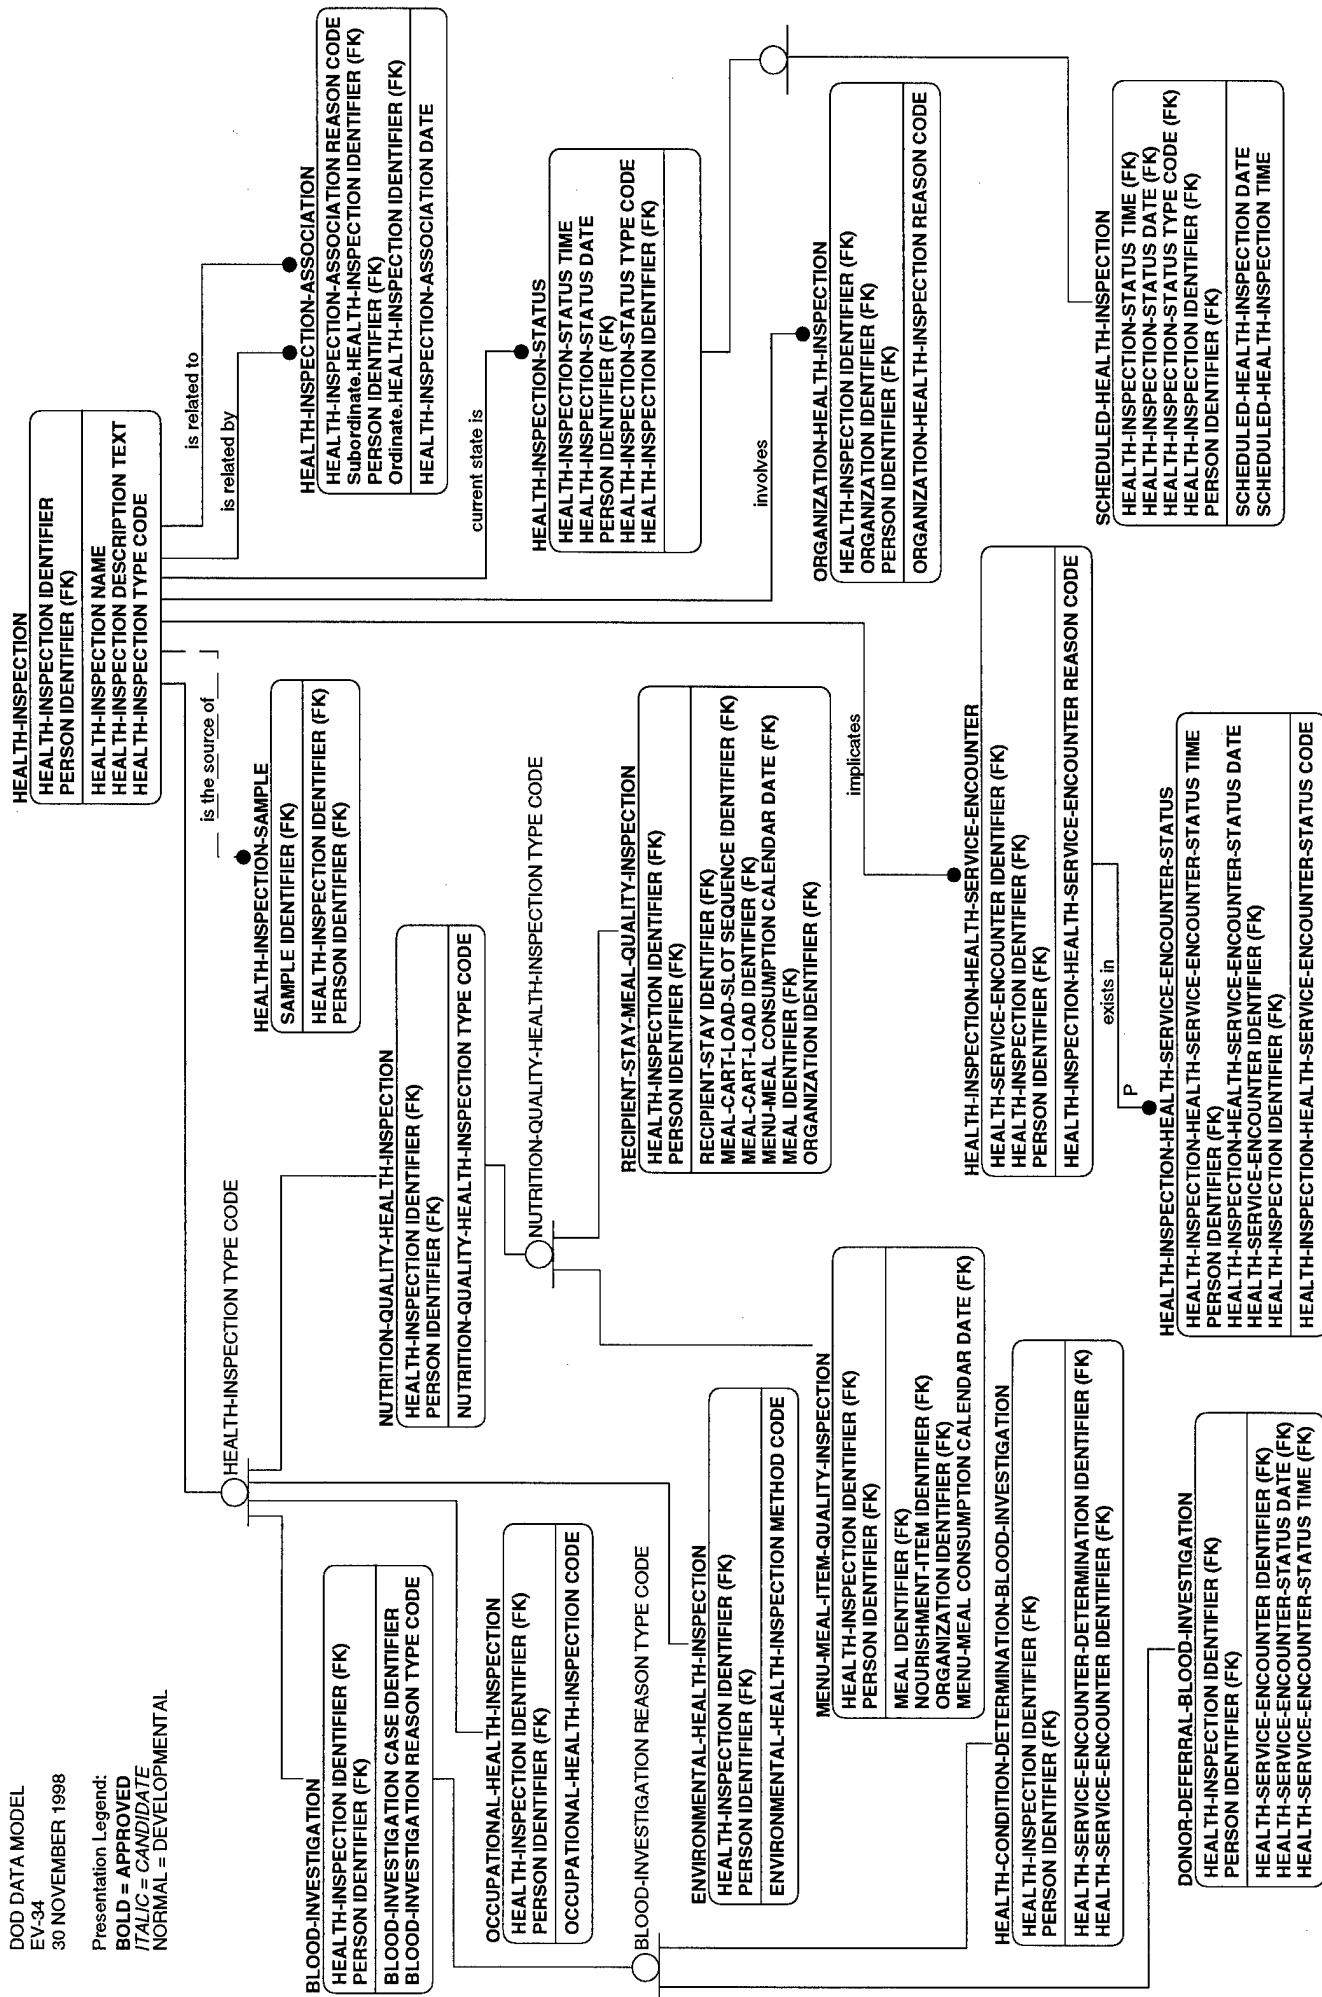 DOD DATA MODEL
EV-34
30 NOVEMBER 1998
Presentation Legend:
BOLD = APPROVED
ITALIC = CANDIDATE
NORMAL = DEVELOPMENTAL
HEALTH-INSPECTION
HEALTH-INSPECTION IDENTIFIER
PERSON IDENTIFIER (FK)
HEALTH-INSPECTION NAME
HEALTH-INSPECTION DESCRIPTION TEXT
HEALTH-INSPECTION TYPE CODE
is related to
is related by
current state is
involves
implicates
is the source of
HEALTH-INSPECTION-ASSOCIATION
HEALTH-INSPECTION-ASSOCIATION REASON CODE
Subordinate.HEALTH-INSPECTION IDENTIFIER (FK)
PERSON IDENTIFIER (FK)
Ordinate.HEALTH-INSPECTION IDENTIFIER (FK)
HEALTH-INSPECTION-ASSOCIATION DATE
HEALTH-INSPECTION-SAMPLE
SAMPLE IDENTIFIER (FK)
HEALTH-INSPECTION IDENTIFIER (FK)
PERSON IDENTIFIER (FK)
HEALTH-INSPECTION TYPE CODE
BLOOD-INVESTIGATION
HEALTH-INSPECTION IDENTIFIER (FK)
PERSON IDENTIFIER (FK)
BLOOD-INVESTIGATION CASE IDENTIFIER
BLOOD-INVESTIGATION REASON TYPE CODE
NUTRITION-QUALITY-HEALTH-INSPECTION
HEALTH-INSPECTION IDENTIFIER (FK)
PERSON IDENTIFIER (FK)
NUTRITION-QUALITY-HEALTH-INSPECTION TYPE CODE
HEALTH-INSPECTION-STATUS
HEALTH-INSPECTION-STATUS TIME
HEALTH-INSPECTION-STATUS DATE
PERSON IDENTIFIER (FK)
HEALTH-INSPECTION-STATUS TYPE CODE
HEALTH-INSPECTION IDENTIFIER (FK)
OCCUPATIONAL-HEALTH-INSPECTION
HEALTH-INSPECTION IDENTIFIER (FK)
PERSON IDENTIFIER (FK)
OCCUPATIONAL-HEALTH-INSPECTION CODE
NUTRITION-QUALITY-HEALTH-INSPECTION TYPE CODE
BLOOD-INVESTIGATION REASON TYPE CODE
RECIPIENT-STAY-MEAL-QUALITY-INSPECTION
HEALTH-INSPECTION IDENTIFIER (FK)
PERSON IDENTIFIER (FK)
RECIPIENT-STAY IDENTIFIER (FK)
MEAL-CART-LOAD-SLOT SEQUENCE IDENTIFIER (FK)
MEAL-CART-LOAD IDENTIFIER (FK)
MENU-MEAL CONSUMPTION CALENDAR DATE (FK)
MEAL IDENTIFIER (FK)
ORGANIZATION IDENTIFIER (FK)
ENVIRONMENTAL-HEALTH-INSPECTION
HEALTH-INSPECTION IDENTIFIER (FK)
PERSON IDENTIFIER (FK)
ENVIRONMENTAL-HEALTH-INSPECTION METHOD CODE
ORGANIZATION-HEALTH-INSPECTION
HEALTH-INSPECTION IDENTIFIER (FK)
ORGANIZATION IDENTIFIER (FK)
PERSON IDENTIFIER (FK)
ORGANIZATION-HEALTH-INSPECTION REASON CODE
MENU-MEAL-ITEM-QUALITY-INSPECTION
HEALTH-INSPECTION IDENTIFIER (FK)
PERSON IDENTIFIER (FK)
MEAL IDENTIFIER (FK)
NOURISHMENT-ITEM IDENTIFIER (FK)
ORGANIZATION IDENTIFIER (FK)
MENU-MEAL CONSUMPTION CALENDAR DATE (FK)
HEALTH-INSPECTION-HEALTH-SERVICE-ENCOUNTER
HEALTH-SERVICE-ENCOUNTER IDENTIFIER (FK)
HEALTH-INSPECTION IDENTIFIER (FK)
PERSON IDENTIFIER (FK)
HEALTH-INSPECTION-HEALTH-SERVICE-ENCOUNTER REASON CODE
exists in
P
HEALTH-CONDITION-DETERMINATION-BLOOD-INVESTIGATION
HEALTH-INSPECTION IDENTIFIER (FK)
PERSON IDENTIFIER (FK)
HEALTH-SERVICE-ENCOUNTER-DETERMINATION IDENTIFIER (FK)
HEALTH-SERVICE-ENCOUNTER IDENTIFIER (FK)
SCHEDULED-HEALTH-INSPECTION
HEALTH-INSPECTION-STATUS TIME (FK)
HEALTH-INSPECTION-STATUS DATE (FK)
HEALTH-INSPECTION-STATUS TYPE CODE (FK)
HEALTH-INSPECTION IDENTIFIER (FK)
PERSON IDENTIFIER (FK)
SCHEDULED-HEALTH-INSPECTION DATE
SCHEDULED-HEALTH-INSPECTION TIME
HEALTH-INSPECTION-HEALTH-SERVICE-ENCOUNTER-STATUS
HEALTH-INSPECTION-HEALTH-SERVICE-ENCOUNTER-STATUS TIME
PERSON IDENTIFIER (FK)
HEALTH-INSPECTION-HEALTH-SERVICE-ENCOUNTER-STATUS DATE
HEALTH-SERVICE-ENCOUNTER IDENTIFIER (FK)
HEALTH-INSPECTION IDENTIFIER (FK)
HEALTH-INSPECTION-HEALTH-SERVICE-ENCOUNTER-STATUS CODE
DONOR-DEFERRAL-BLOOD-INVESTIGATION
HEALTH-INSPECTION IDENTIFIER (FK)
PERSON IDENTIFIER (FK)
HEALTH-SERVICE-ENCOUNTER IDENTIFIER (FK)
HEALTH-SERVICE-ENCOUNTER-STATUS DATE (FK)
HEALTH-SERVICE-ENCOUNTER-STATUS TIME (FK)